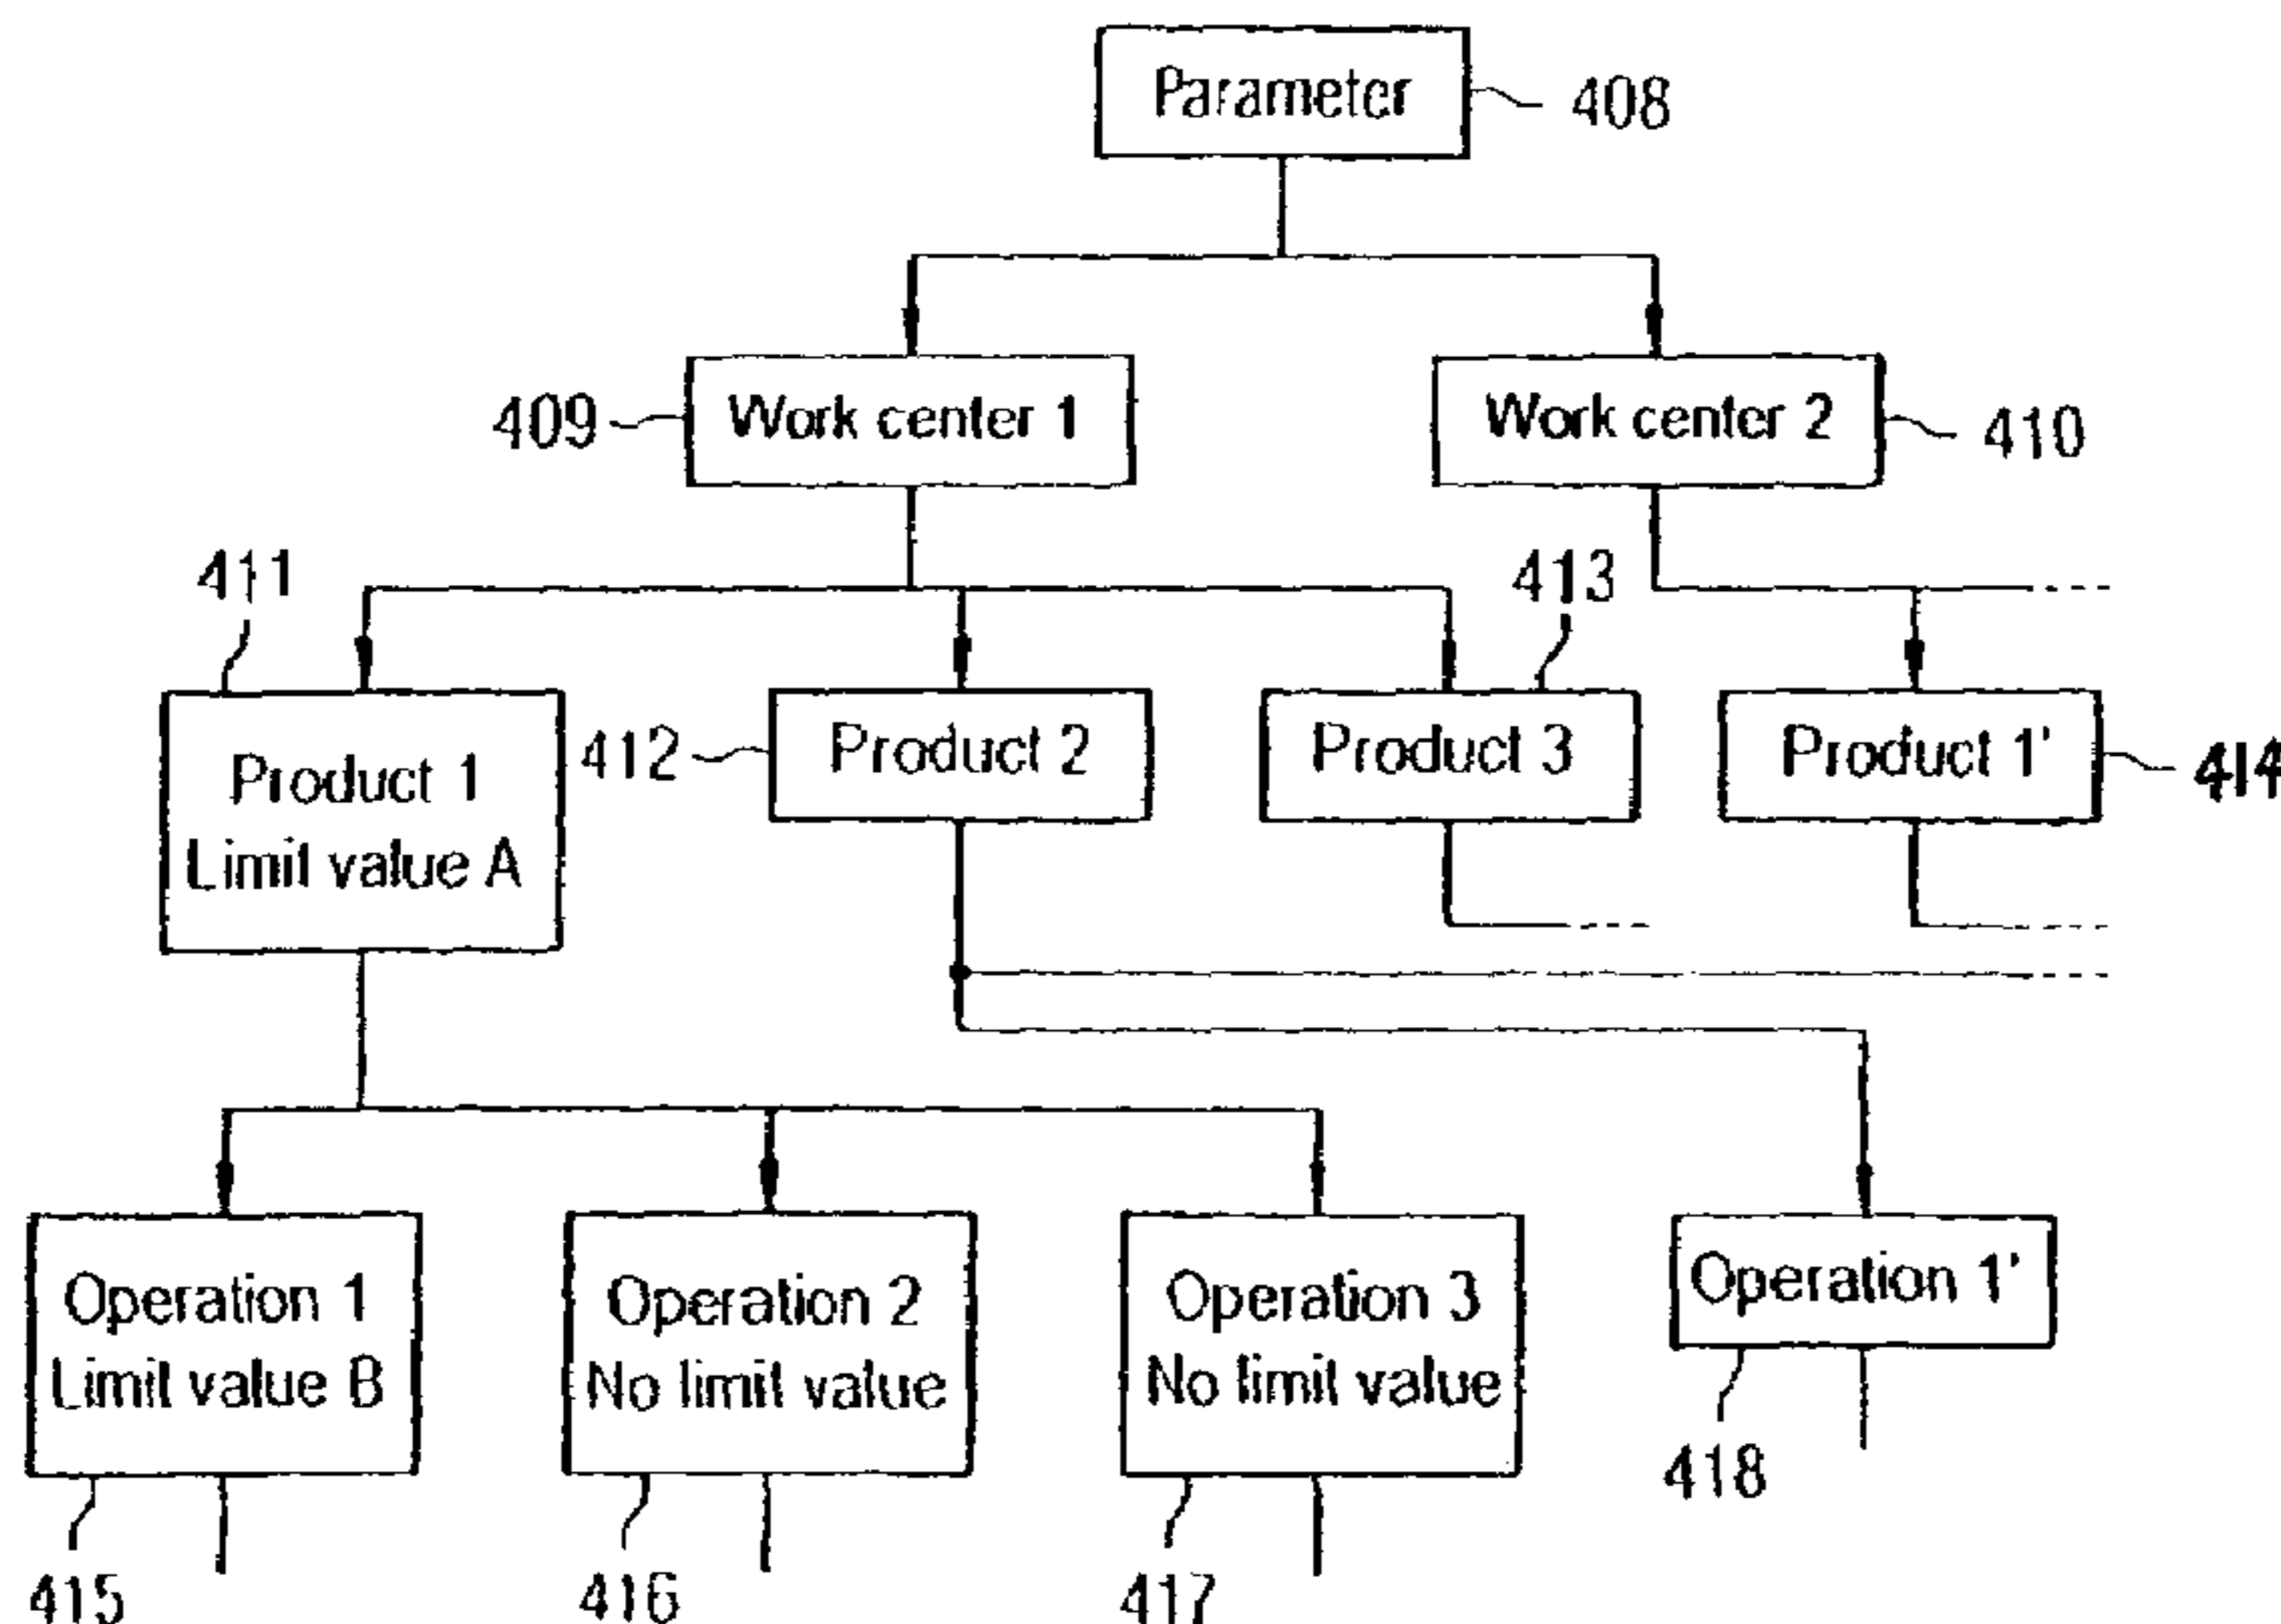 Parameter
408
409
Work center 1
Work center 2
410
411
413
Product 1
Limit value A
412
Product 2
Product 3
Product 1'
414
Operation 1
Limit value B
Operation 2
No limit value
Operation 3
No limit value
Operation 1'
415
416
417
418